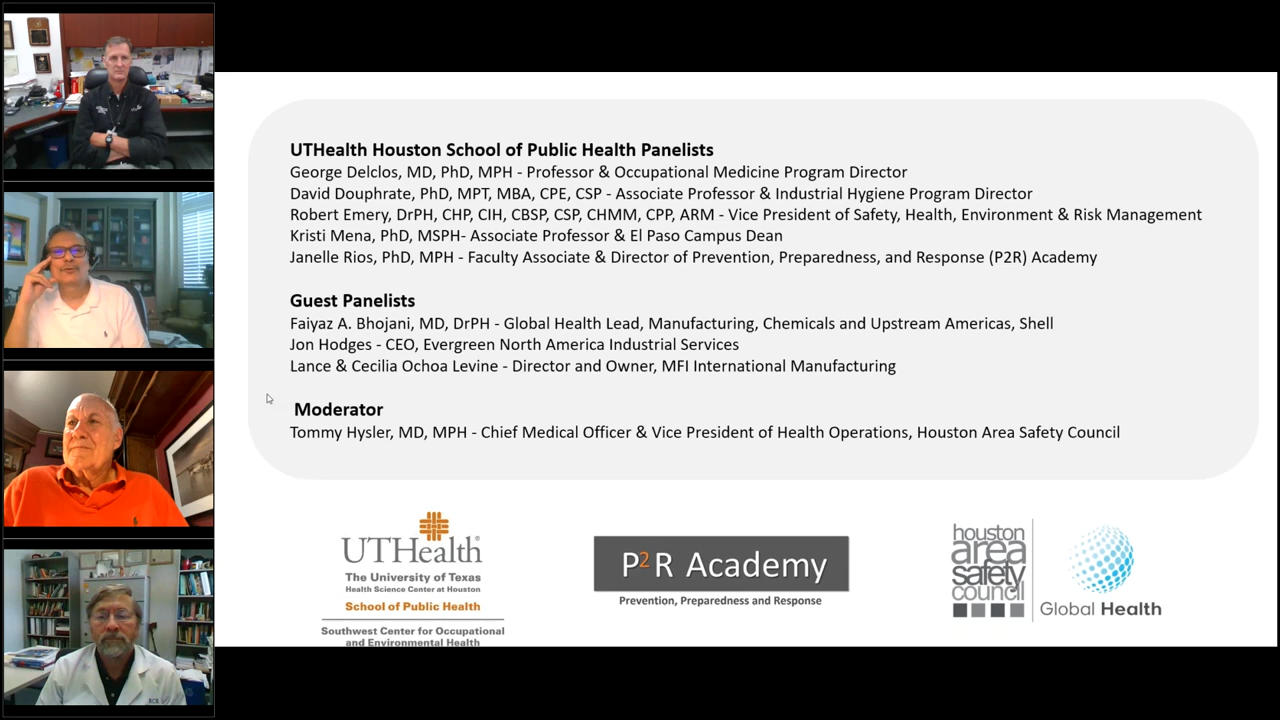 UTHealth Houston School of Public Health Panelists
George Delclos, MD, PhD, MPH - Professor & Occupational Medicine Program Director
David Douphrate, PhD, MPT, MBA, CPE, CSP - Associate Professor & Industrial Hygiene Program Director
Robert Emery, DrPH, CHP, CIH, CBSP, CSP, CHMM, CPP, ARM - Vice President of Safety, Health, Environment & Risk Management
Kristi Mena, PhD, MSPH- Associate Professor & El Paso Campus Dean
Janelle Rios, PhD, MPH - Faculty Associate & Director of Prevention, Preparedness, and Response (P2R) Academy
Guest Panelists
Faiyaz A. Bhojani, MD, DrPH - Global Health Lead, Manufacturing, Chemicals and Upstream Americas, Shell
Jon Hodges - CEO, Evergreen North America Industrial Services
Lance & Cecilia Ochoa Levine - Director and Owner, MFI International Manufacturing
Moderator
Tommy Hysler, MD, MPH - Chief Medical Officer & Vice President of Health Operations, Houston Area Safety Council
UTHealth®
The University of Texas
Health Science Center at Houston
School of Public Health
Southwest Center for Occupational
and Environmental Health
P2R Academy
Prevention, Preparedness and Response
houston
area
safety
council
Global Health